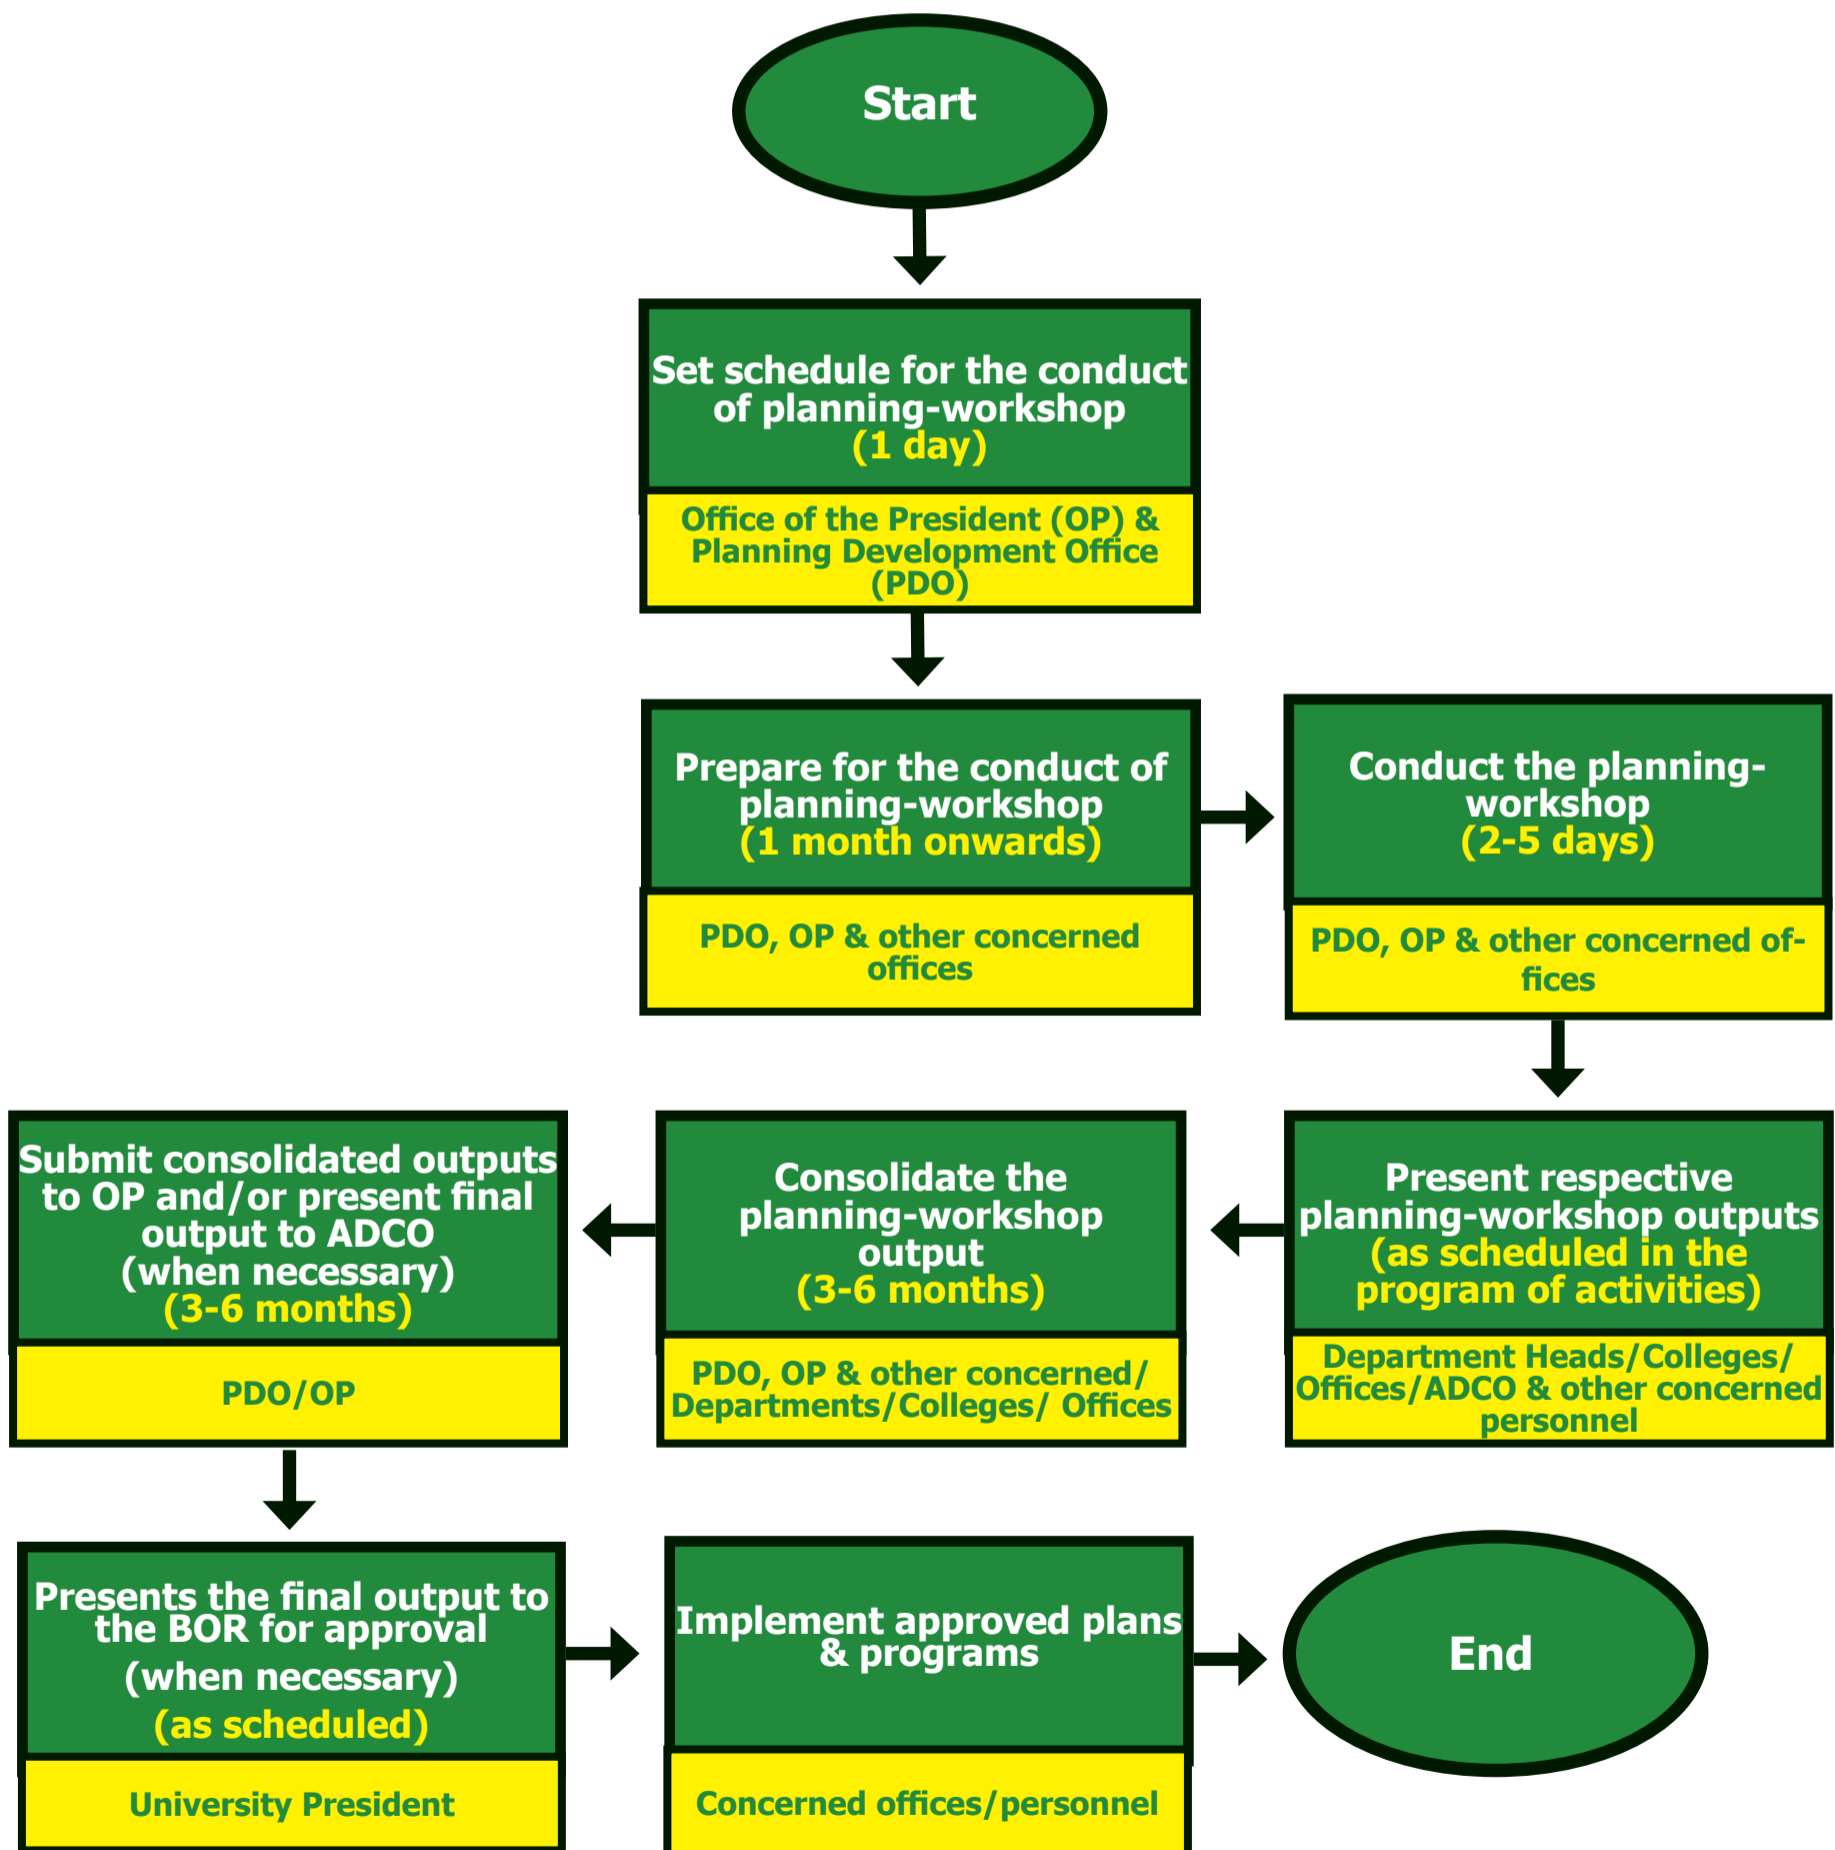 Start
Set schedule for the conduct
of planning-workshop
(1 day)
Office of the President (OP) &
Planning Development Office
(PDO)
Prepare for the conduct of
planning-workshop
(1 month onwards)
PDO, OP & other concerned
offices
Conduct the planning-
workshop
(2-5 days)
PDO, OP & other concerned of-
fices
Present respective
planning-workshop outputs
(as scheduled in the
program of activities)
Department Heads/Colleges/
Offices/ADCO & other concerned
personnel
Consolidate the
planning-workshop
output
(3-6 months)
PDO, OP & other concerned/
Departments/Colleges/ Offices
Submit consolidated outputs
to OP and/or present final
output to ADCO
(when necessary)
(3-6 months)
PDO/OP
Presents the final output to
the BOR for approval
(when necessary)
(as scheduled)
University President
Implement approved plans
& programs
Concerned offices/personnel
End